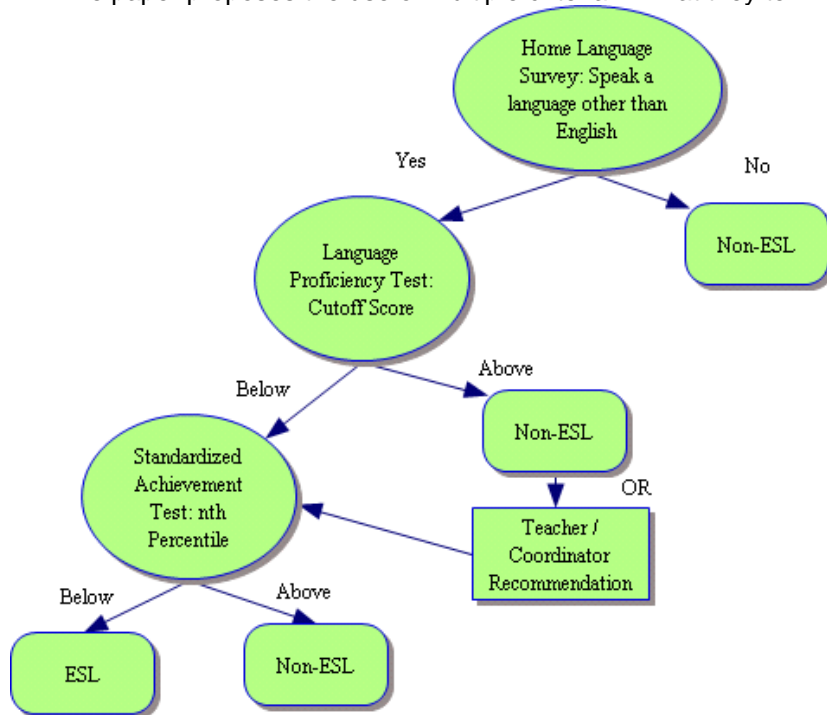 Home Language
Survey: Speak a
language other than
English
Yes
No
Non-ESL
Language
Proficiency Test:
Cutoff Score
Below
Above
Non-ESL
OR
Teacher /
Coordinator
Recommendation
Standardized
Achievement
Test: nth
Percentile
Below
Above
ESL
Non-ESL